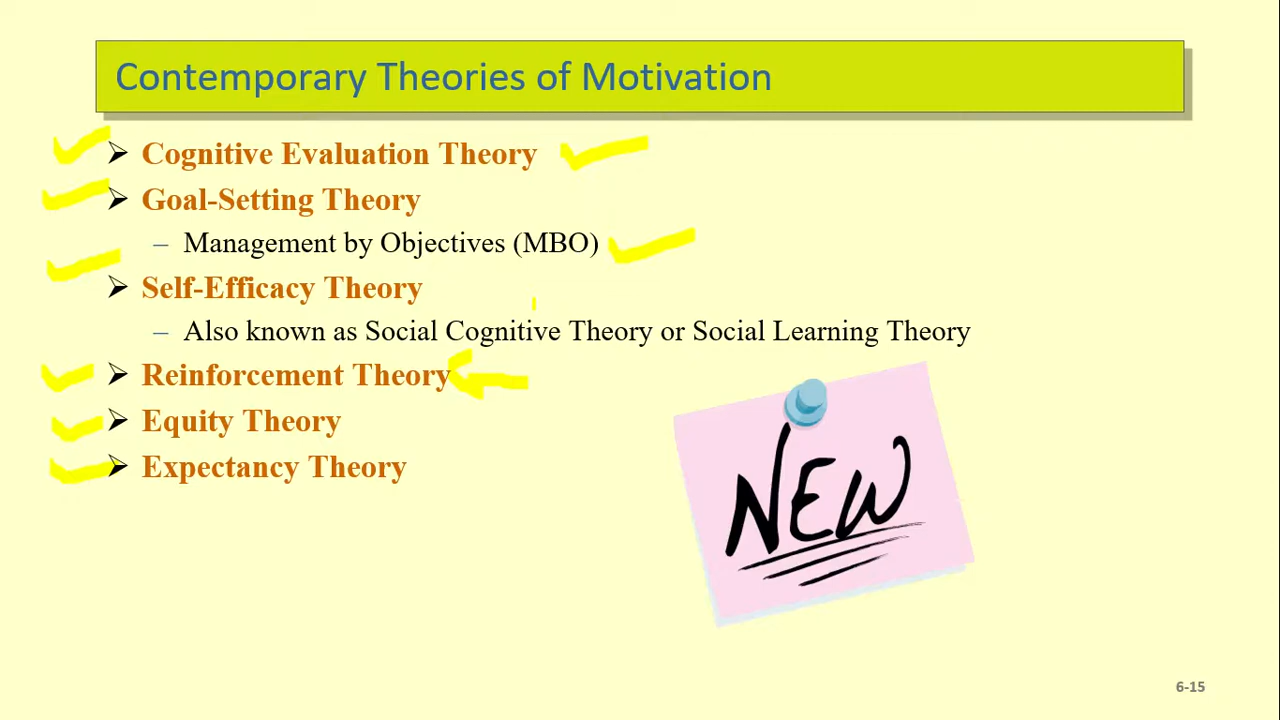 Contemporary Theories of Motivation
Cognitive Evaluation Theory
Goal-Setting Theory
– Management by Objectives (MBO)
Self-Efficacy Theory
– Also known as Social Cognitive Theory or Social Learning Theory
Reinforcement Theory
Equity Theory
Expectancy Theory
NEW
6-15